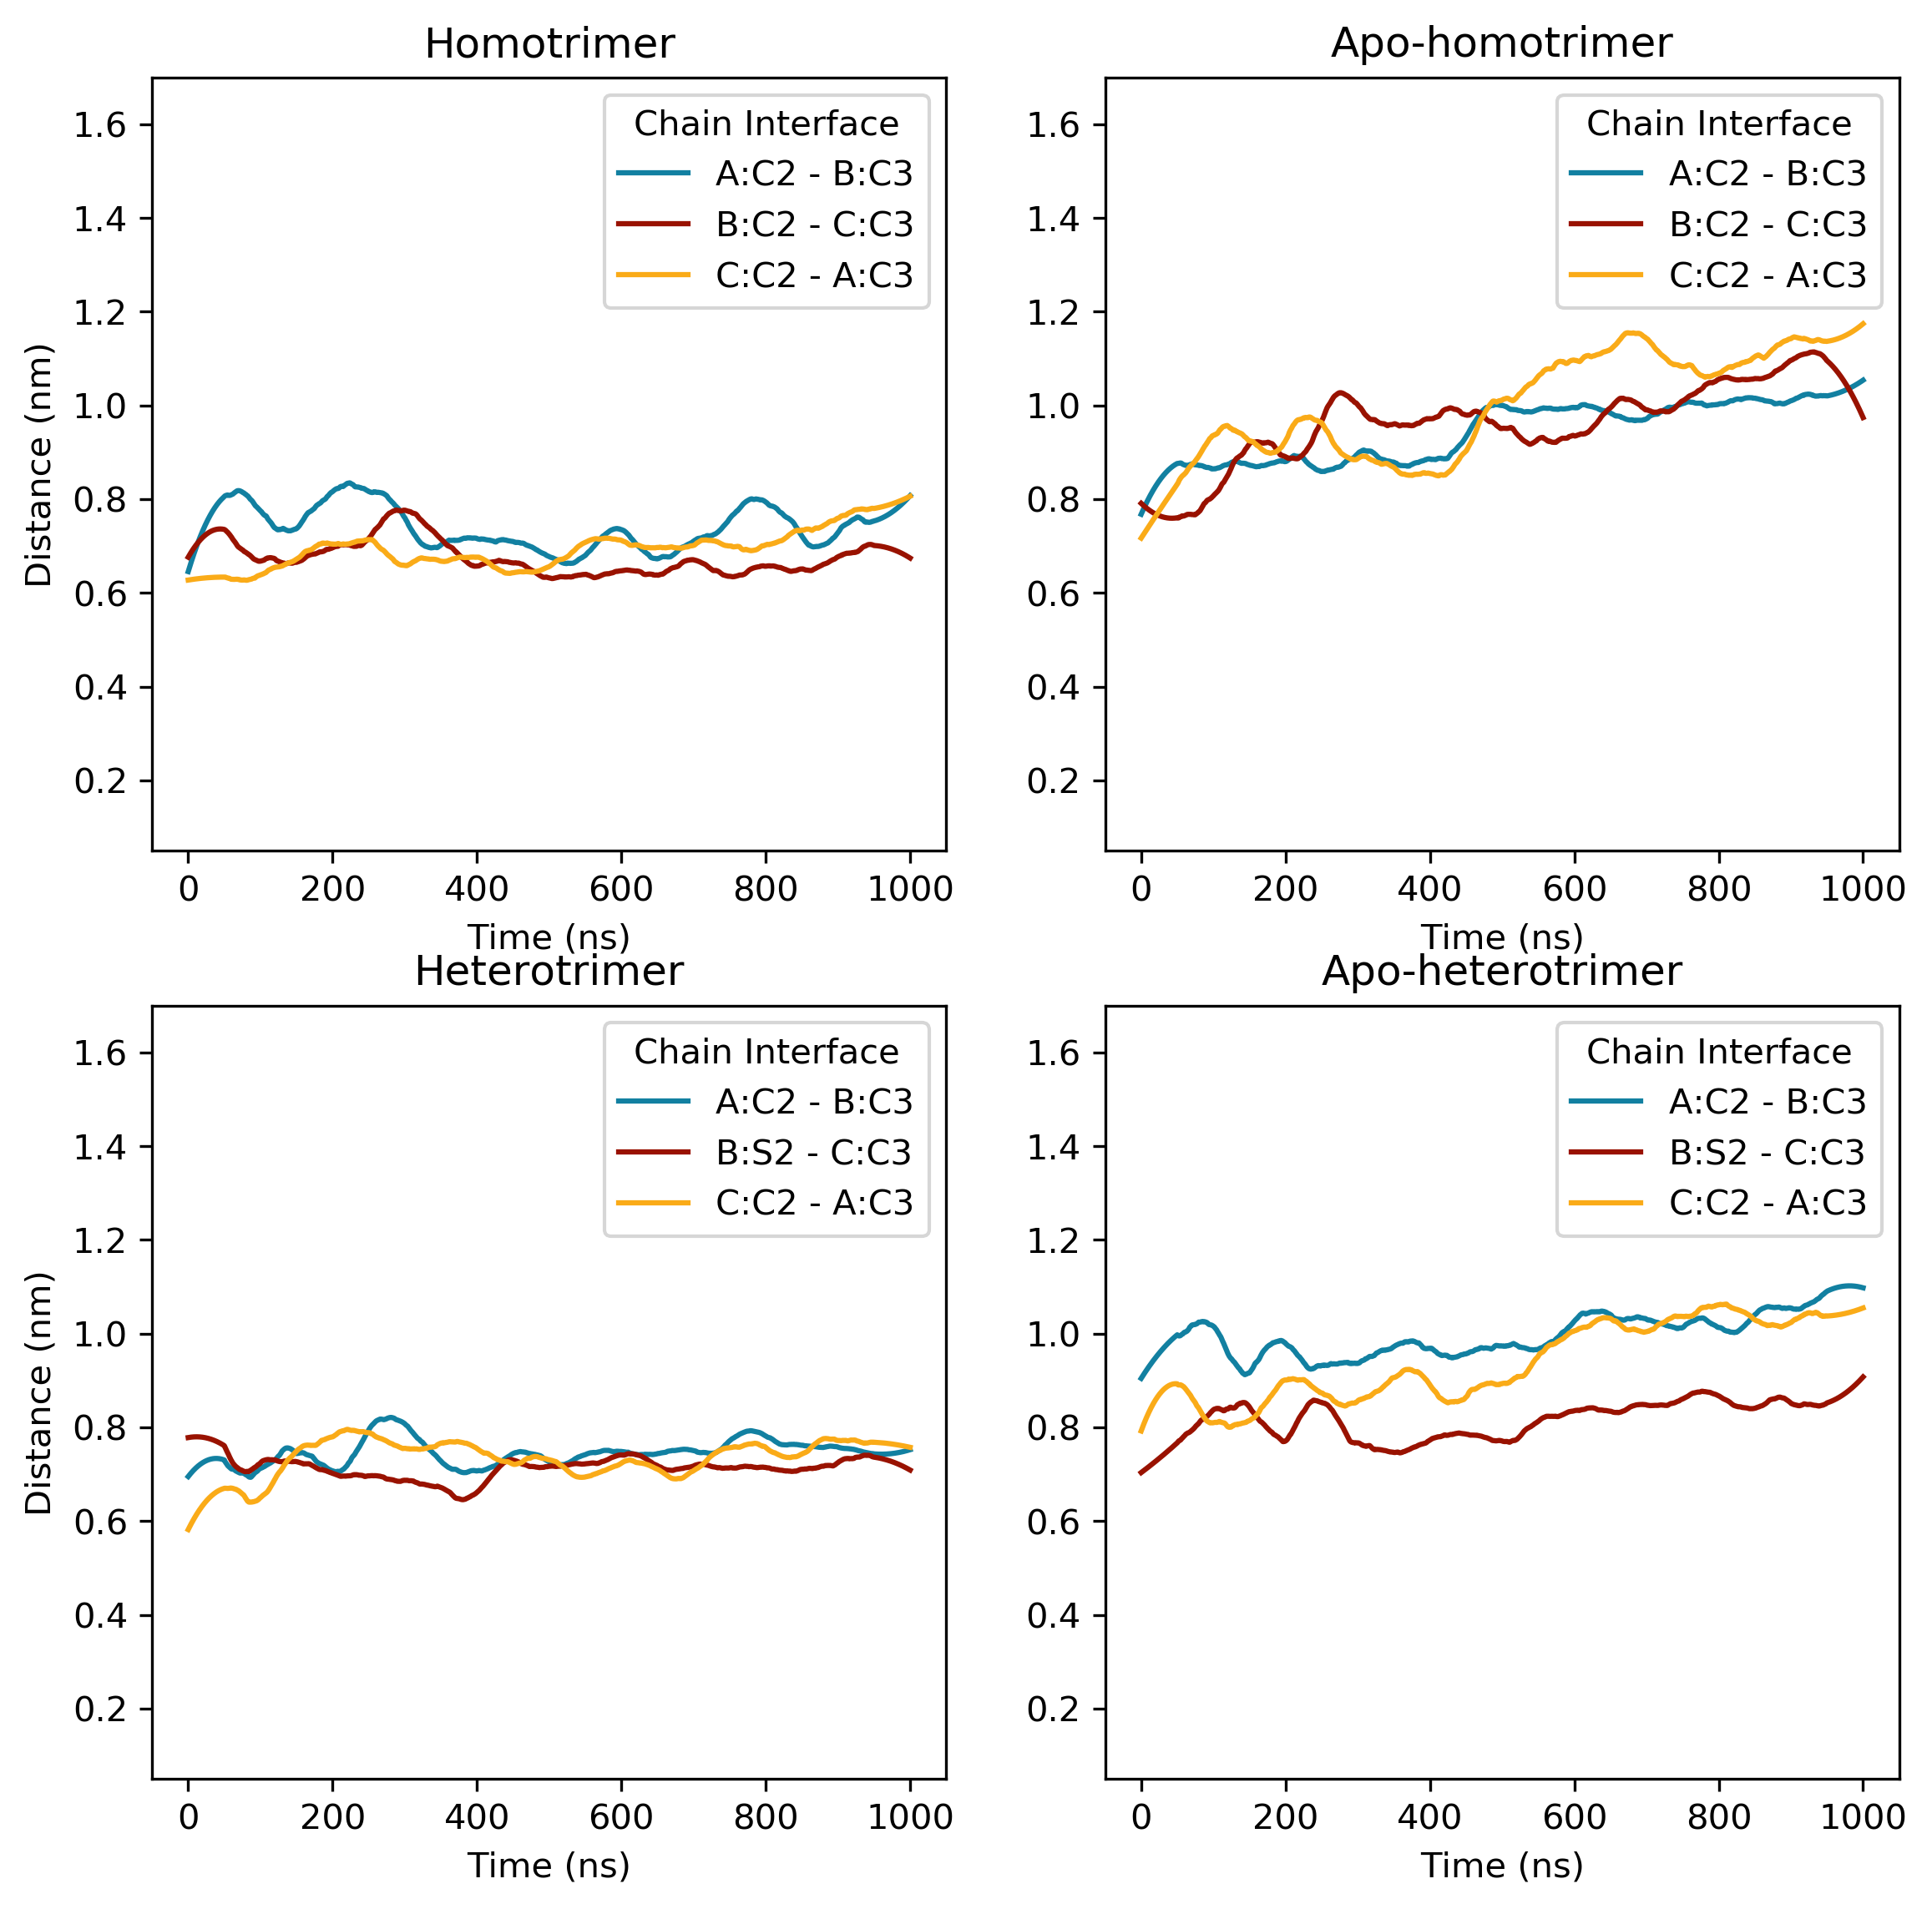 Homotrimer
Distance (nm)
1.6
1.4
1.2
1.0
0.8
0.6
0.4
0.2
Chain Interface
A:C2 - B:C3
B:C2 - C:C3
C:C2 - A:C3
0 200 400 600 800 1000
Time (ns)
Apo-homotrimer
1.6
1.4
1.2
1.0
0.8
0.6
0.4
0.2
Chain Interface
A:C2 - B:C3
B:C2 - C:C3
C:C2 - A:C3
0 200 400 600 800 1000
Time (ns)
Heterotrimer
Distance (nm)
1.6
1.4
1.2
1.0
0.8
0.6
0.4
0.2
Chain Interface
A:C2 - B:C3
B:S2 - C:C3
C:C2 - A:C3
0 200 400 600 800 1000
Time (ns)
Apo-heterotrimer
1.6
1.4
1.2
1.0
0.8
0.6
0.4
0.2
Chain Interface
A:C2 - B:C3
B:S2 - C:C3
C:C2 - A:C3
0 200 400 600 800 1000
Time (ns)